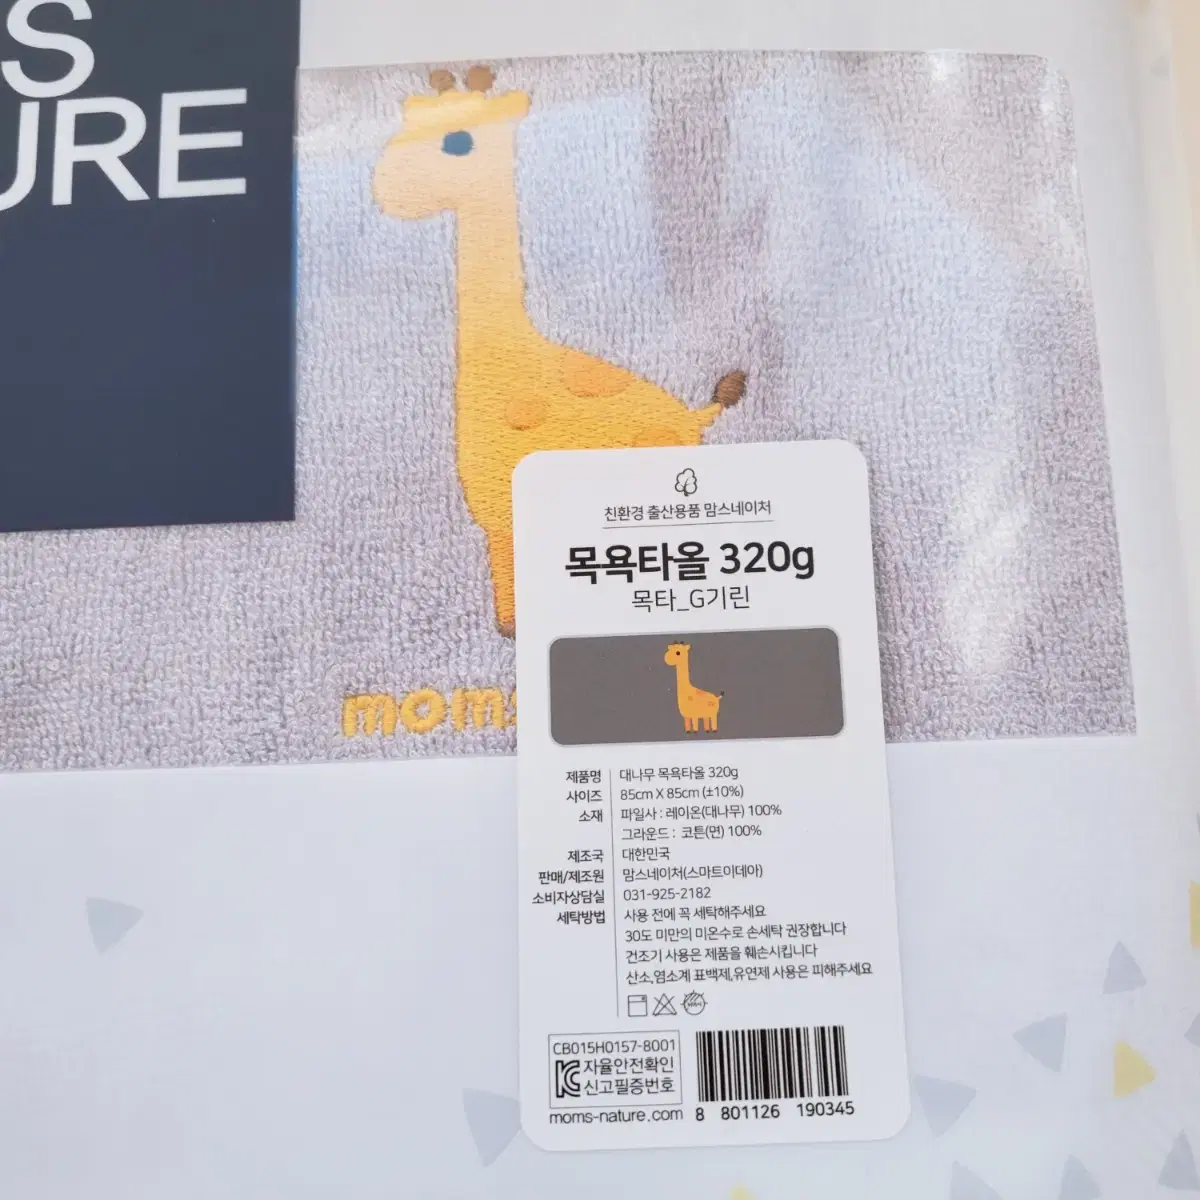 S
URE
moms
친환경 출산용품 맘스네이처
목욕타올 320g
목타_G기린
제품명 대나무 목욕타올 320g
사이즈 85cm X 85cm (±10%)
소재 파일사 : 레이온(대나무) 100%
그라운드 : 코튼(면) 100%
제조국 대한민국
판매/제조원 맘스네이처(스마트이데아)
소비자상담실 031-925-2182
세탁방법 사용 전에 꼭 세탁해주세요
30도 미만의 미온수로 손세탁 권장합니다
건조기 사용은 제품을 훼손시킵니다
산소,염소계 표백제,유연제 사용은 피해주세요
CB015H0157-8001
자율안전확인
신고필증번호
moms-nature.com
8 801126 190345